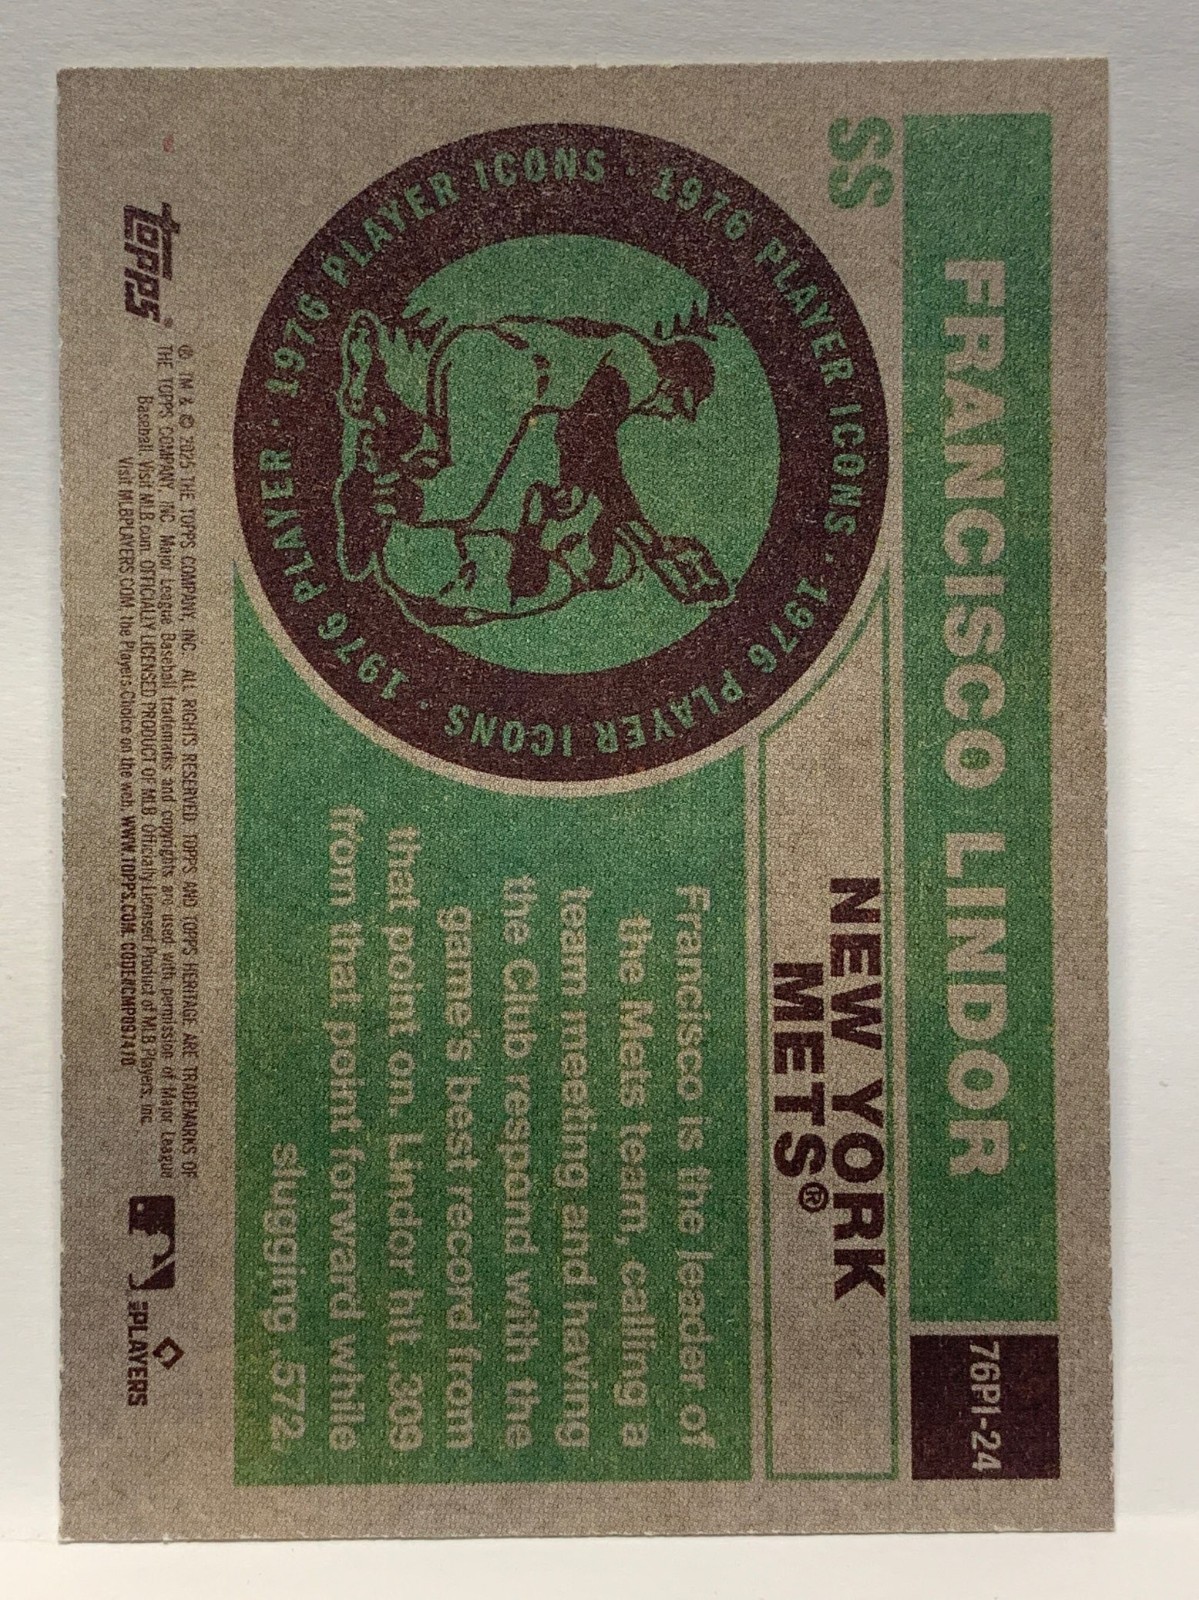 SS
FRANCISCO LINDOR
76PI-24
NEW YORK
METS®
1976 PLAYER ICONS · 1976 PLAYER ICONS · 1976 PLAYER ICONS · 1976 PLAYER · 1976 PLAYER ICONS ·
Francisco is the leader of
the Mets team, calling a
team meeting and having
the Club respond with the
game's best record from
that point on. Lindor hit .309
from that point forward while
slugging .572.
topps®
® TM & © 2025 THE TOPPS COMPANY, INC. ALL RIGHTS RESERVED. TOPPS AND TOPPS HERITAGE ARE TRADEMARKS OF
THE TOPPS COMPANY, INC. Major League Baseball trademarks and copyrights are used with permission of Major League
Baseball. Visit MLB.com. OFFICIALLY LICENSED PRODUCT OF MLB. Officially Licensed Product of MLB Players, Inc.
Visit MLBPLAYERS.COM, the Players Choice on the web. WWW.TOPPS.COM. CODE#CMP097410
MLB PLAYERS